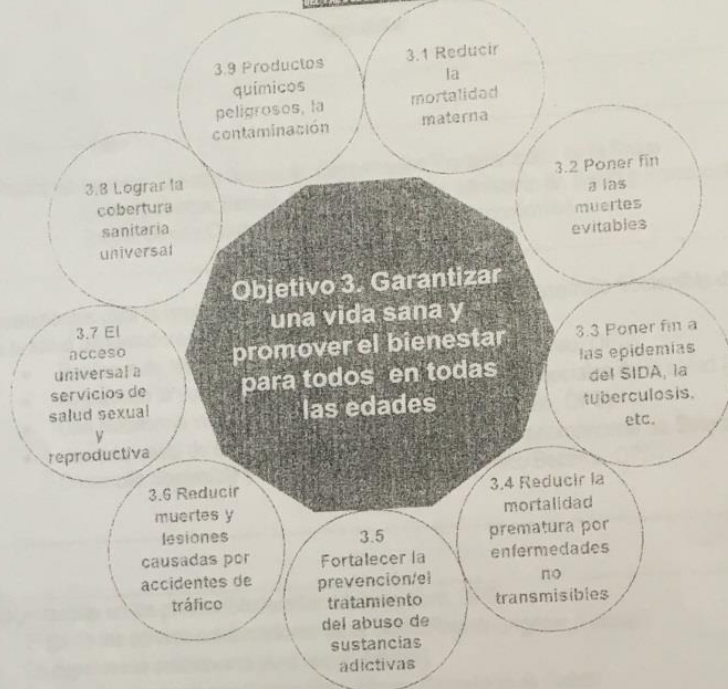 Objetivo 3. Garantizar
una vida sana y
promover el bienestar
para todos en todas
las edades
3.1 Reducir
la
mortalidad
materna
3.2 Poner fin
a las
muertes
evitables
3.3 Poner fin a
las epidemias
del SIDA, la
tuberculosis.
etc.
3.4 Reducir la
mortalidad
prematura por
enfermedades
no
transmisibles
3.5
Fortalecer la
prevencion/el
tratamiento
del abuso de
sustancias
adictivas
3.6 Reducir
muertes y
lesiones
causadas por
accidentes de
tráfico
3.7 El
acceso
universal a
servicios de
salud sexual
y
reproductiva
3.8 Lograr la
cobertura
sanitaria
universal
3.9 Productos
químicos
peligrosos, la
contaminación